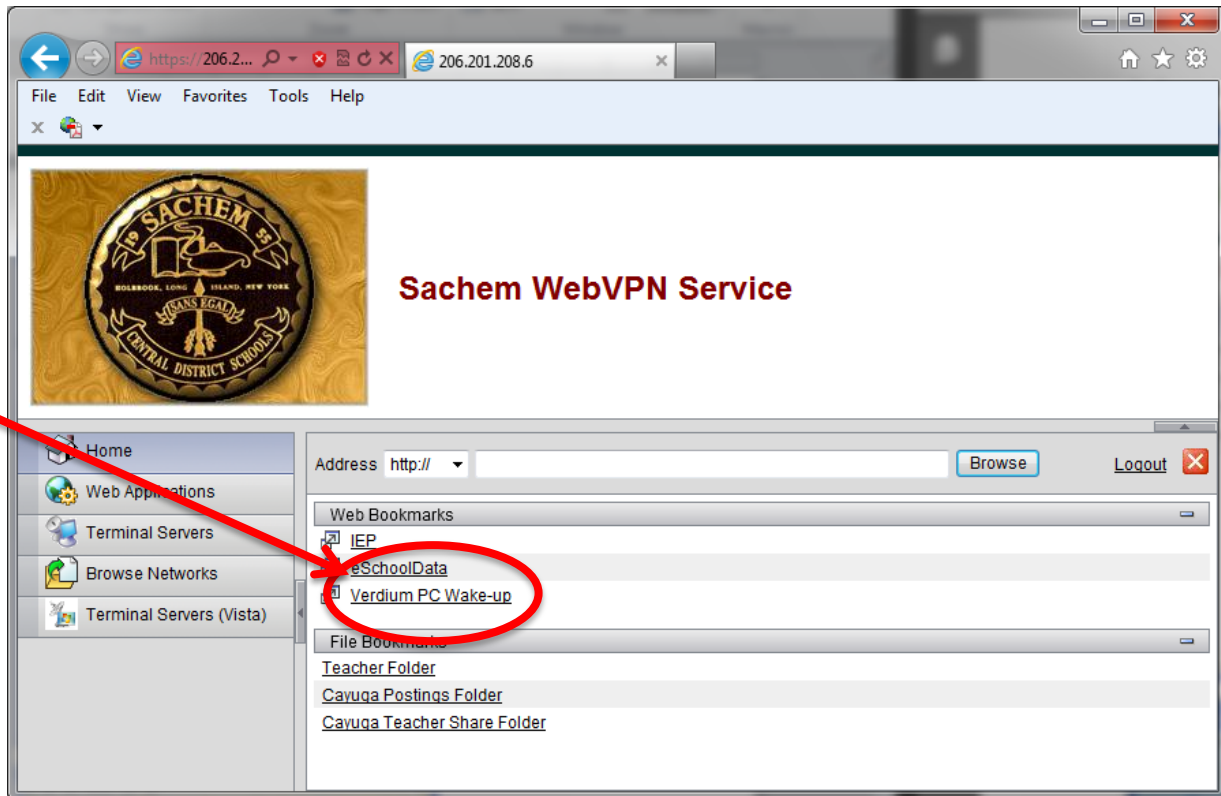 https://206.2...
206.201.208.6
File Edit View Favorites Tools Help
SACHEM
19 55
HOLBROOK, LONG ISLAND, NEW YORK
SANS EGAL
CENTRAL DISTRICT SCHOOLS
Sachem WebVPN Service
Home
Web Applications
Terminal Servers
Browse Networks
Terminal Servers (Vista)
Address http:// Browse Logout
Web Bookmarks
IEP
eSchoolData
Verdium PC Wake-up
File Bookmarks
Teacher Folder
Cayuga Postings Folder
Cayuga Teacher Share Folder